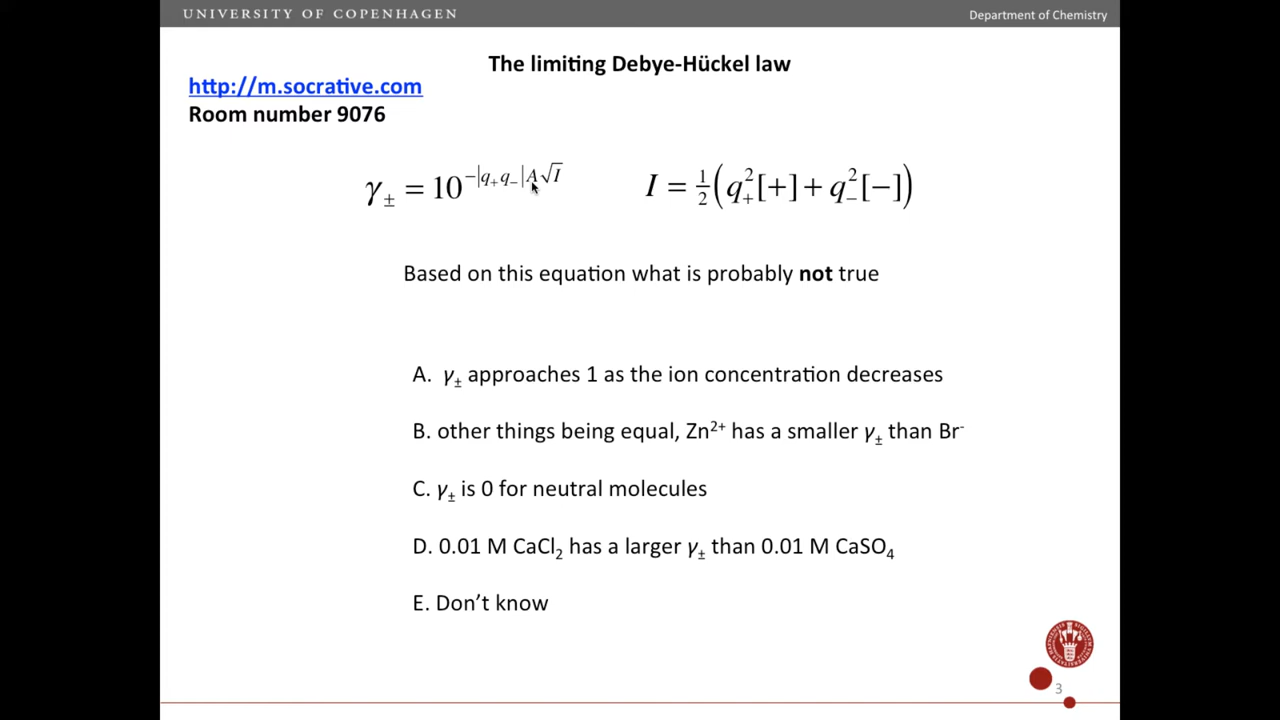 UNIVERSITY OF COPENHAGEN
Department of Chemistry
The limiting Debye-Hückel law
http://m.socrative.com
Room number 9076
γ± = 10^(−|q₊q₋|A√I)
I = ½(q₊²[+] + q₋²[−])
Based on this equation what is probably not true
A. γ± approaches 1 as the ion concentration decreases
B. other things being equal, Zn²⁺ has a smaller γ± than Br⁻
C. γ± is 0 for neutral molecules
D. 0.01 M CaCl₂ has a larger γ± than 0.01 M CaSO₄
E. Don’t know
3